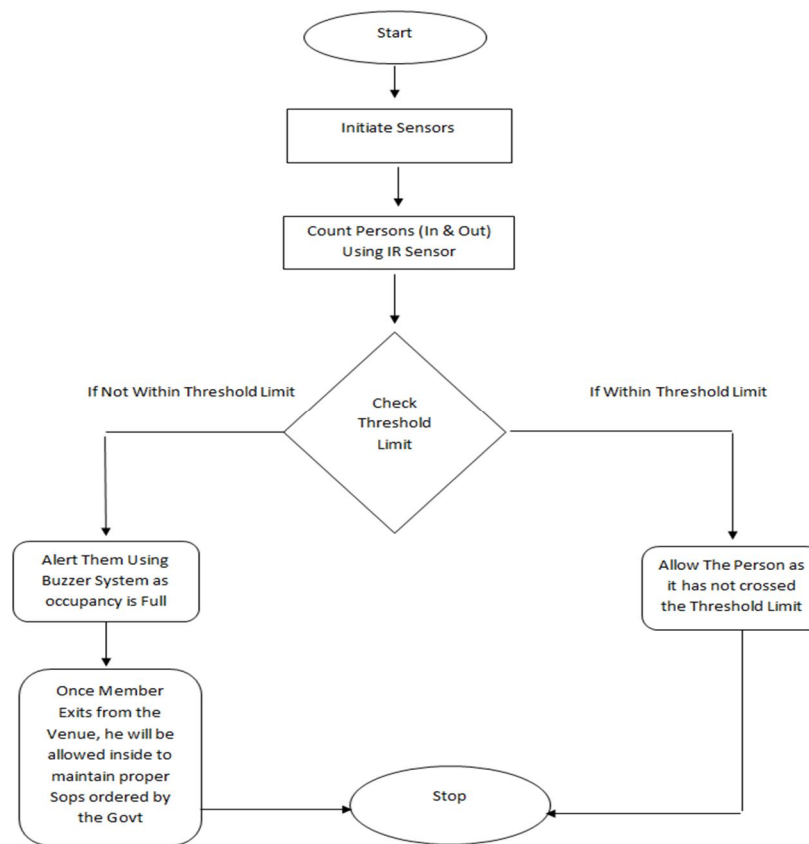 Start
Initiate Sensors
Count Persons (In & Out)
Using IR Sensor
If Not Within Threshold Limit
If Within Threshold Limit
Check
Threshold
Limit
Alert Them Using
Buzzer System as
occupancy is Full
Allow The Person as
it has not crossed
the Threshold Limit
Once Member
Exits from the
Venue, he will be
allowed inside to
maintain proper
Sops ordered by
the Govt
Stop